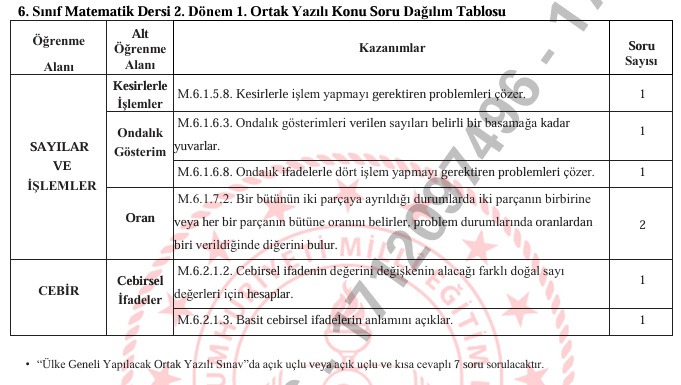 6. Sınıf Matematik Dersi 2. Dönem 1. Ortak Yazılı Konu Soru Dağılım Tablosu
Öğrenme
Alanı
Alt
Öğrenme
Alanı
Kazanımlar
Soru
Sayısı
SAYILAR
VE
İŞLEMLER
Kesirlerle
İşlemler
M.6.1.5.8. Kesirlerle işlem yapmayı gerektiren problemleri çözer.
1
Ondalık
Gösterim
M.6.1.6.3. Ondalık gösterimleri verilen sayıları belirli bir basamağa kadar
yuvarlar.
1
M.6.1.6.8. Ondalık ifadelerle dört işlem yapmayı gerektiren problemleri çözer.
1
Oran
M.6.1.7.2. Bir bütünün iki parçaya ayrıldığı durumlarda iki parçanın birbirine
veya her bir parçanın bütüne oranını belirler, problem durumlarında oranlardan
biri verildiğinde diğerini bulur.
2
CEBİR
Cebirsel
İfadeler
M.6.2.1.2. Cebirsel ifadenin değerini değişkenin alacağı farklı doğal sayı
değerleri için hesaplar.
1
M.6.2.1.3. Basit cebirsel ifadelerin anlamını açıklar.
1
• “Ülke Geneli Yapılacak Ortak Yazılı Sınav”da açık uçlu veya açık uçlu ve kısa cevaplı 7 soru sorulacaktır.